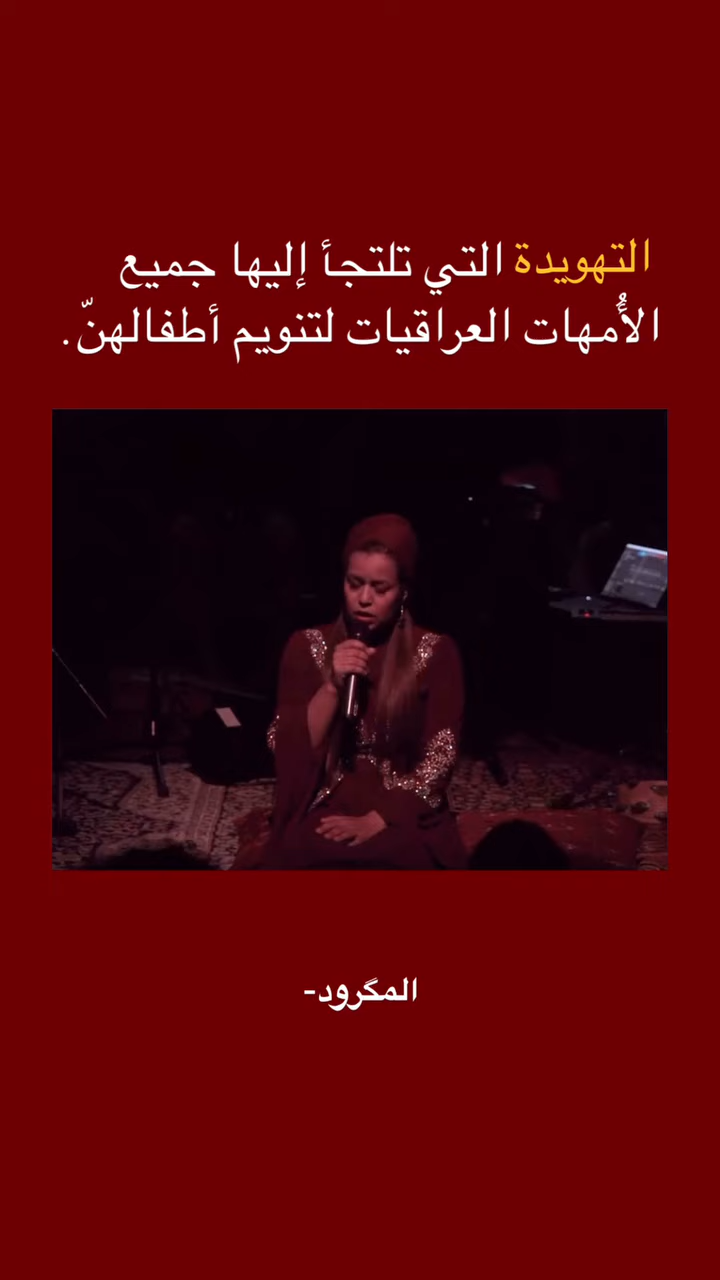 التهويدة التي تلتجأ إليها جميع
الأُمهات العراقيات لتنويم أطفالهنّ.
المگرود-